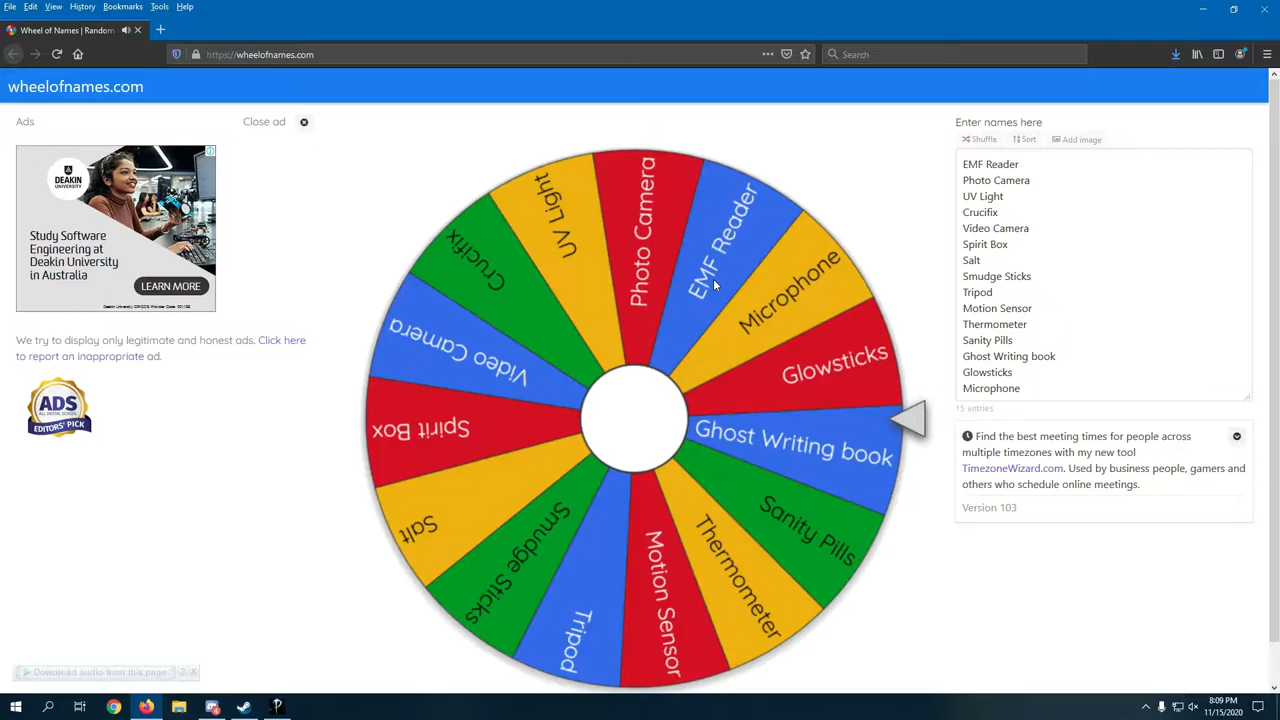 File Edit View History Bookmarks Tools Help
Wheel of Names | Random
https://wheelofnames.com
Search
wheelofnames.com
Ads
Close ad
DEAKIN
UNIVERSITY
Study Software
Engineering at
Deakin University
in Australia
LEARN MORE
We try to display only legitimate and honest ads. Click here
to report an inappropriate ad.
ADS
EDITORS' PICK
Download audio from this page
? ×
Photo Camera
EMF Reader
Microphone
Glowsticks
Ghost Writing book
Sanity Pills
Thermometer
Motion Sensor
Tripod
Smudge Sticks
Salt
Spirit Box
Video Camera
Crucifix
UV Light
Enter names here
Shuffle Sort Add image
EMF Reader
Photo Camera
UV Light
Crucifix
Video Camera
Spirit Box
Salt
Smudge Sticks
Tripod
Motion Sensor
Thermometer
Sanity Pills
Ghost Writing book
Glowsticks
Microphone
15 entries
Find the best meeting times for people across
multiple timezones with my new tool
TimezoneWizard.com. Used by business people, gamers and
others who schedule online meetings.
Version 103
8:09 PM
11/15/2020